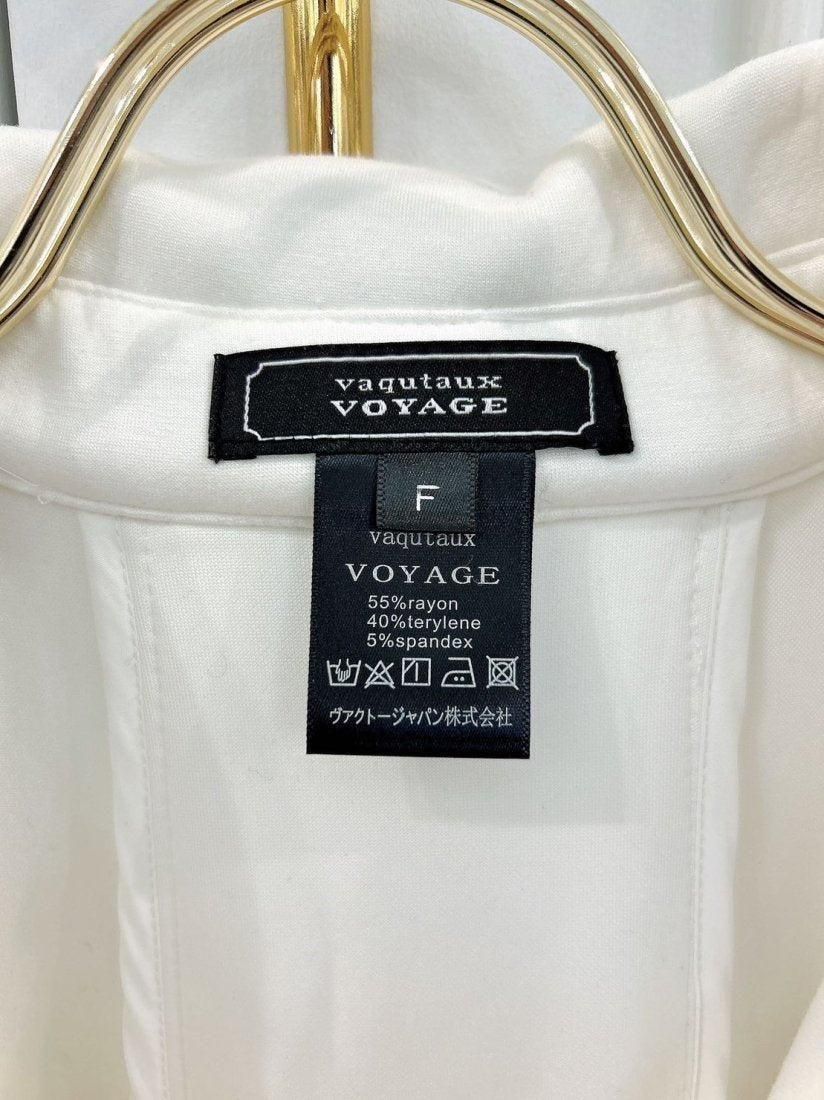 vaqutaux
VOYAGE
F
vaqutaux
VOYAGE
55%rayon
40%terylene
5%spandex
ヴァクトージャパン株式会社